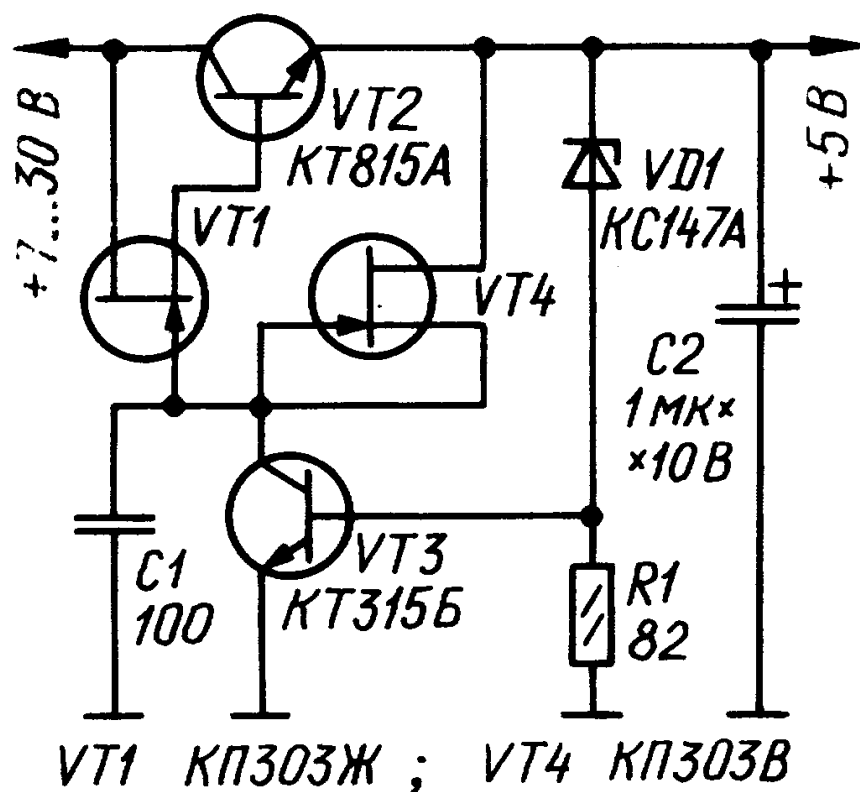 +7...30 В
VT2
КТ815А
VT1
VT4
VD1
КС147А
+5 В
C2
1 мк×
×10 В
C1
100
VT3
КТ315Б
R1
82
VT1 КП303Ж ; VT4 КП303В